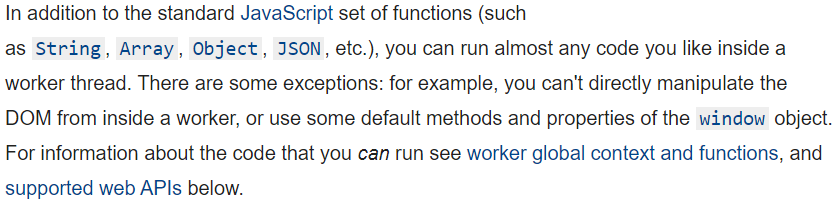 In addition to the standard JavaScript set of functions (such
as String, Array, Object, JSON, etc.), you can run almost any code you like inside a
worker thread. There are some exceptions: for example, you can't directly manipulate the
DOM from inside a worker, or use some default methods and properties of the window object.
For information about the code that you can run see worker global context and functions, and
supported web APIs below.